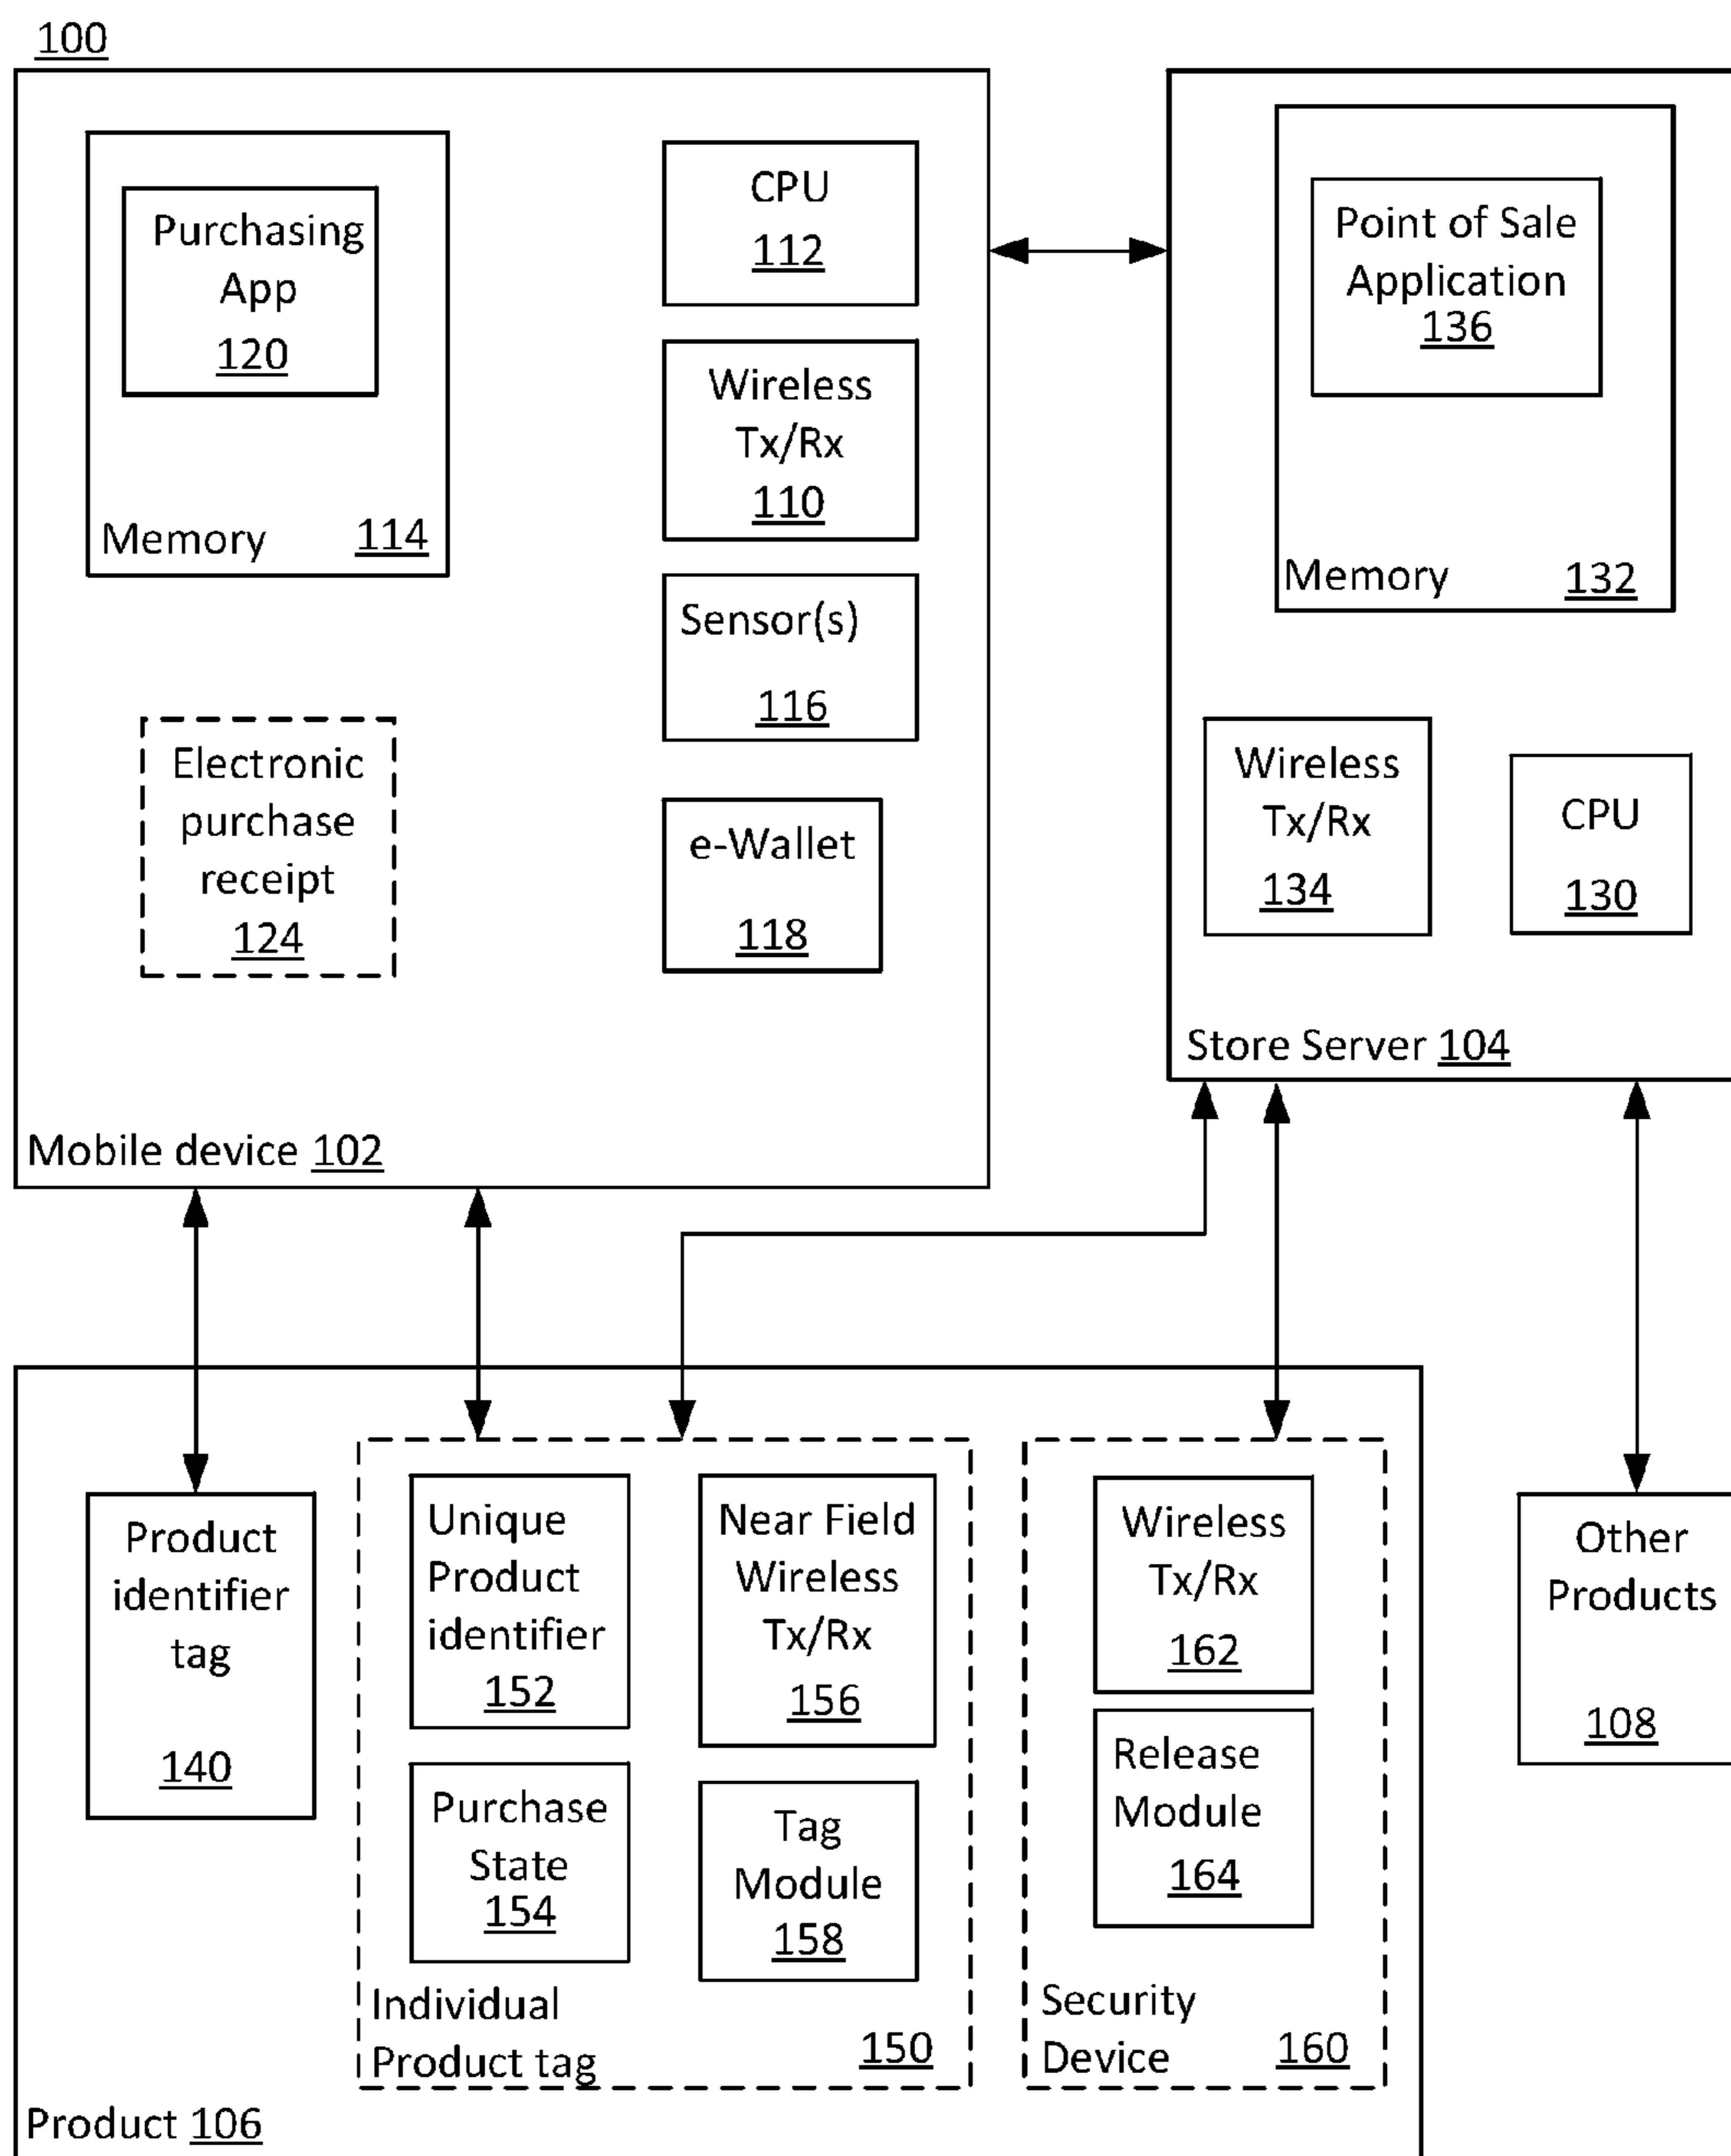 100
Purchasing
App
120
Memory 114
CPU
112
Wireless
Tx/Rx
110
Sensor(s)
116
e-Wallet
118
Electronic
purchase
receipt
124
Mobile device 102
Point of Sale
Application
136
Memory 132
Wireless
Tx/Rx
134
CPU
130
Store Server 104
Product
identifier
tag
140
Unique
Product
identifier
152
Near Field
Wireless
Tx/Rx
156
Purchase
State
154
Tag
Module
158
Individual
Product tag 150
Wireless
Tx/Rx
162
Release
Module
164
Security
Device 160
Product 106
Other
Products
108